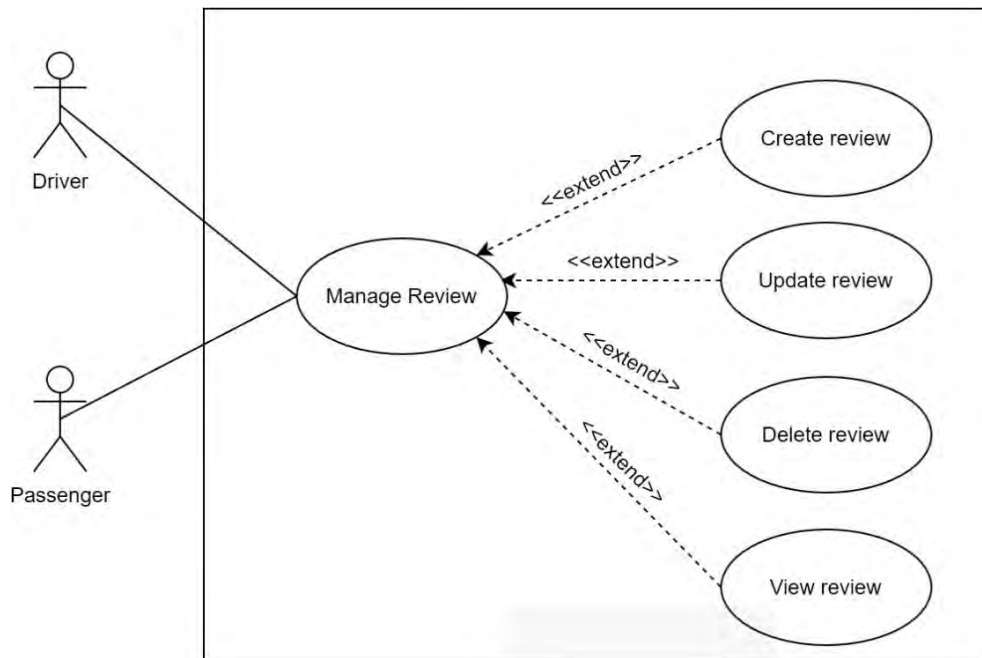 Create review
<<extend>>
Driver
<<extend>>
Update review
Manage Review
<<extend>>
Delete review
<<extend>>
Passenger
View review